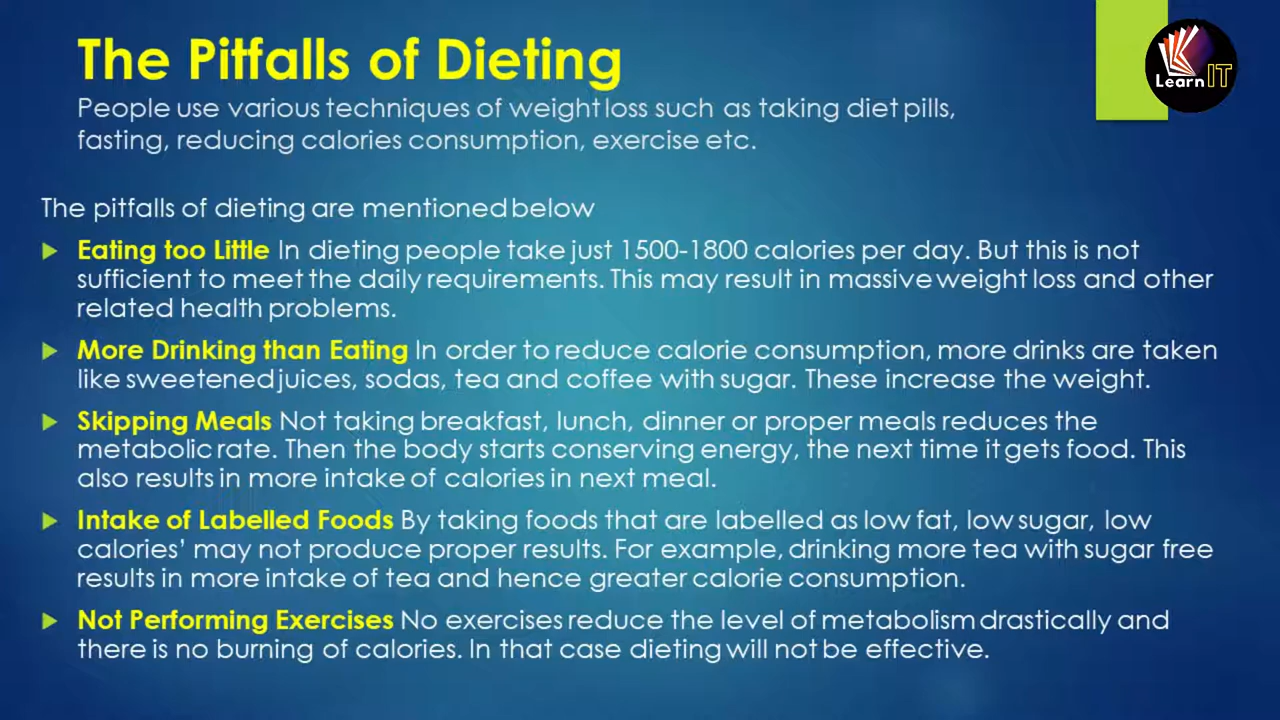 The Pitfalls of Dieting
Learn IT
People use various techniques of weight loss such as taking diet pills,
fasting, reducing calories consumption, exercise etc.
The pitfalls of dieting are mentioned below
Eating too Little In dieting people take just 1500-1800 calories per day. But this is not
sufficient to meet the daily requirements. This may result in massive weight loss and other
related health problems.
More Drinking than Eating In order to reduce calorie consumption, more drinks are taken
like sweetened juices, sodas, tea and coffee with sugar. These increase the weight.
Skipping Meals Not taking breakfast, lunch, dinner or proper meals reduces the
metabolic rate. Then the body starts conserving energy, the next time it gets food. This
also results in more intake of calories in next meal.
Intake of Labelled Foods By taking foods that are labelled as low fat, low sugar, low
calories’ may not produce proper results. For example, drinking more tea with sugar free
results in more intake of tea and hence greater calorie consumption.
Not Performing Exercises No exercises reduce the level of metabolism drastically and
there is no burning of calories. In that case dieting will not be effective.